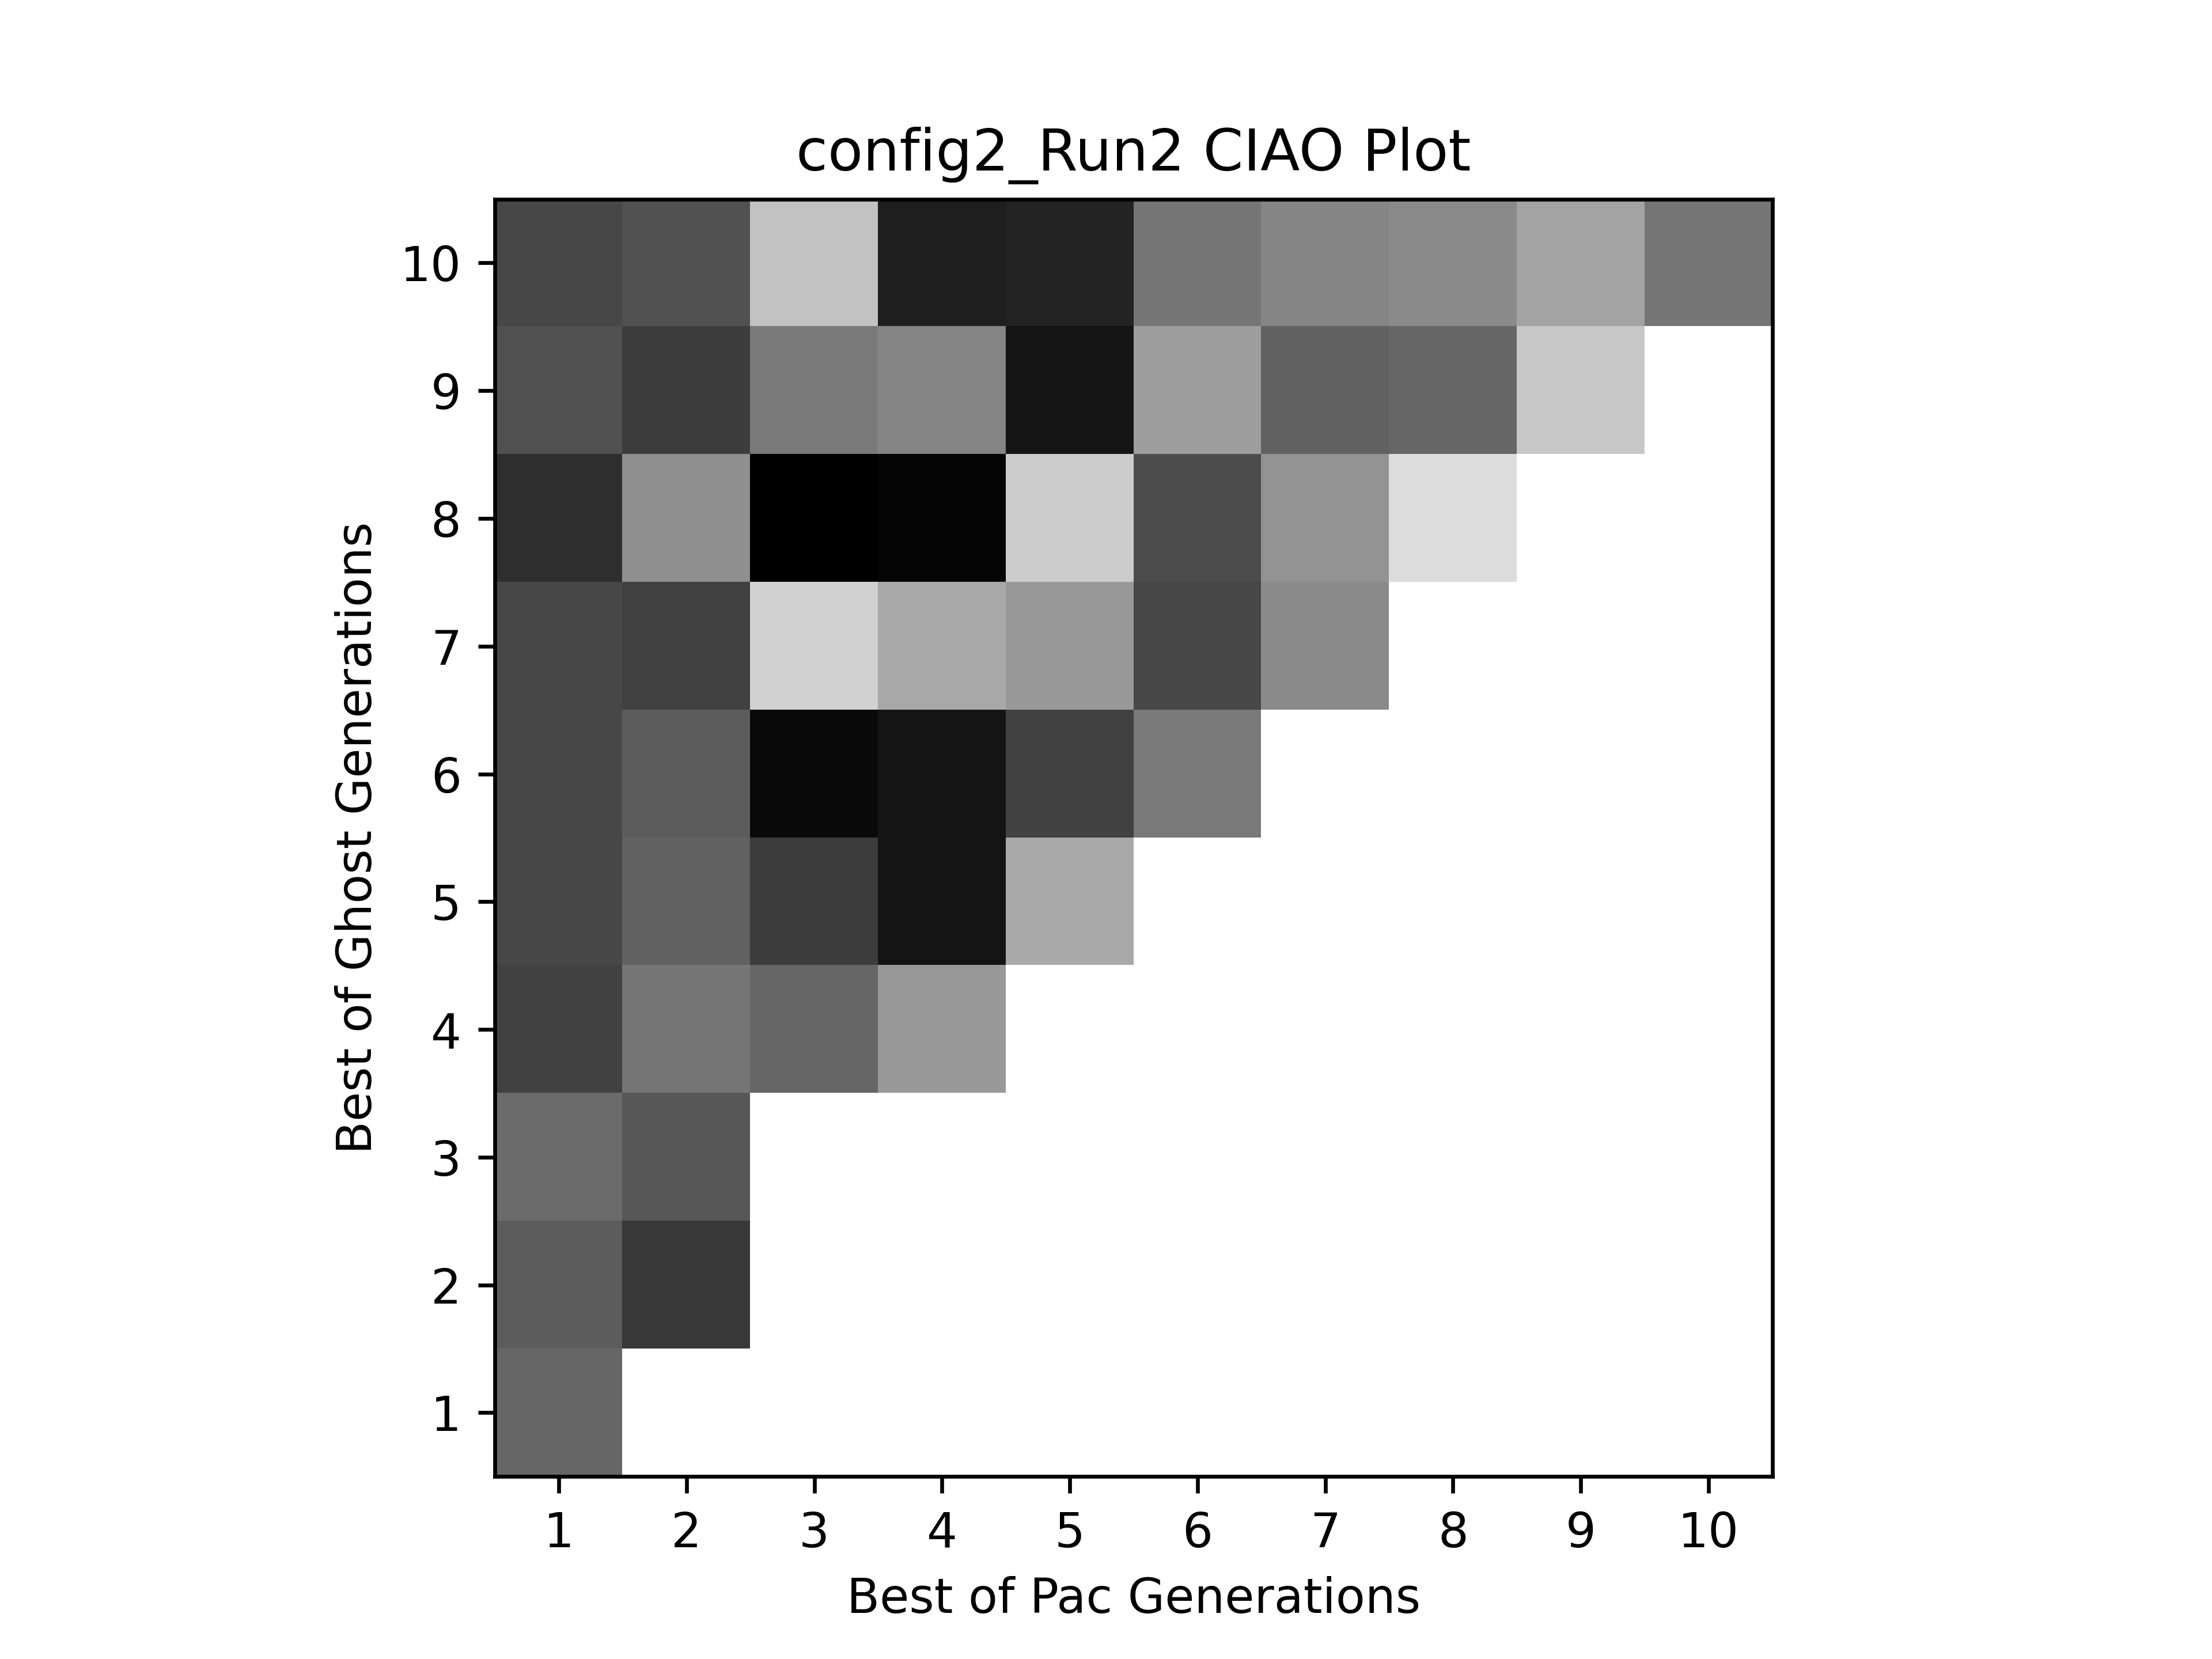 config2_Run2 CIAO Plot
Best of Ghost Generations
10
9
8
7
6
5
4
3
2
1
1 2 3 4 5 6 7 8 9 10
Best of Pac Generations